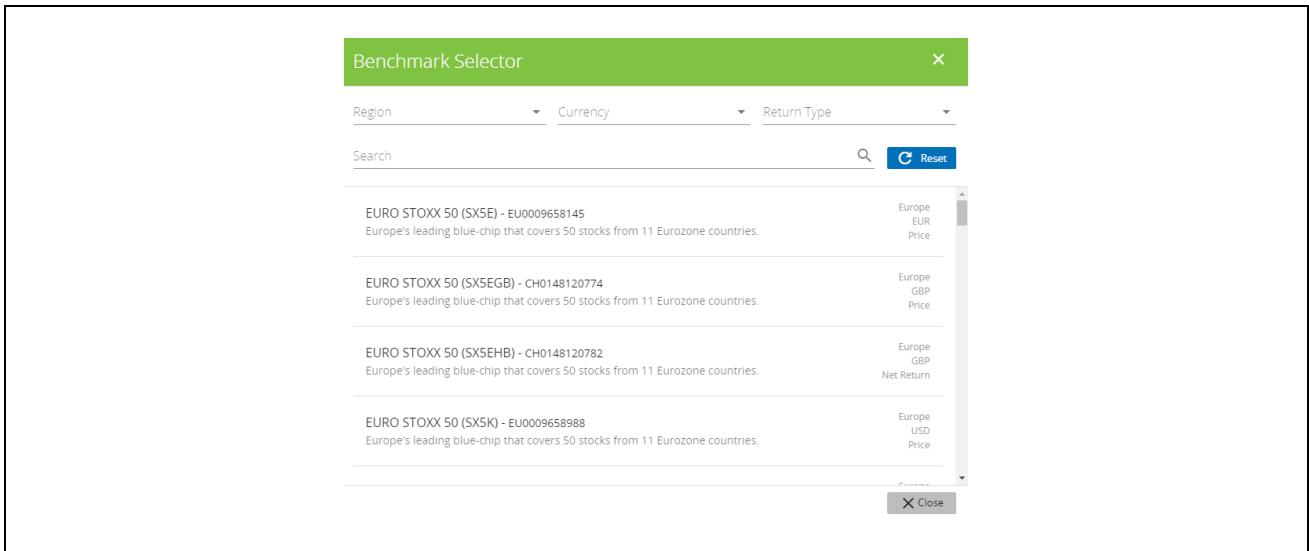 Benchmark Selector
Region Currency Return Type
Search Reset
EURO STOXX 50 (SX5E) - EU0009658145
Europe's leading blue-chip that covers 50 stocks from 11 Eurozone countries.
Europe
EUR
Price
EURO STOXX 50 (SX5EGB) - CH0148120774
Europe's leading blue-chip that covers 50 stocks from 11 Eurozone countries.
Europe
GBP
Price
EURO STOXX 50 (SX5EHB) - CH0148120782
Europe's leading blue-chip that covers 50 stocks from 11 Eurozone countries.
Europe
GBP
Net Return
EURO STOXX 50 (SX5K) - EU0009658988
Europe's leading blue-chip that covers 50 stocks from 11 Eurozone countries.
Europe
USD
Price
Close